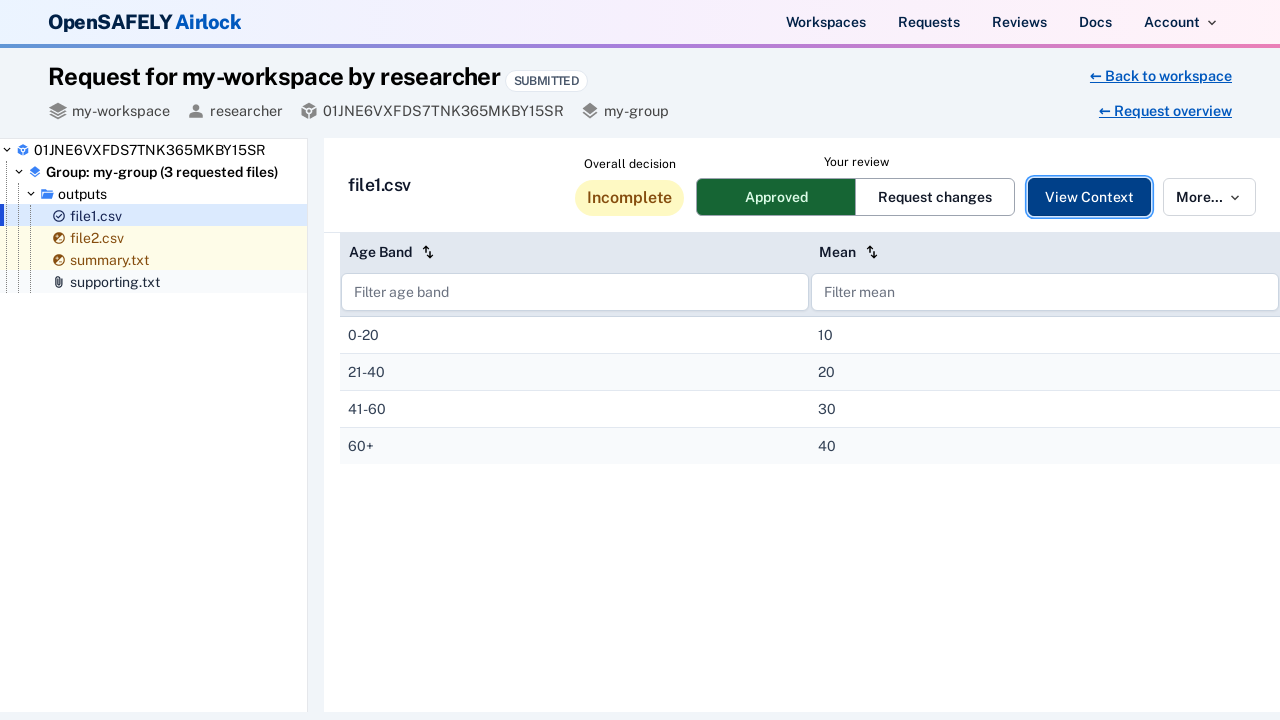 OpenSAFELY Airlock
Workspaces
Requests
Reviews
Docs
Account
Request for my-workspace by researcher
SUBMITTED
← Back to workspace
my-workspace
researcher
01JNE6VXFDS7TNK365MKBY15SR
my-group
← Request overview
01JNE6VXFDS7TNK365MKBY15SR
Group: my-group (3 requested files)
outputs
file1.csv
file2.csv
summary.txt
supporting.txt
file1.csv
Overall decision
Incomplete
Your review
Approved
Request changes
View Context
More...
Age Band
Mean
Filter age band
Filter mean
0-20
10
21-40
20
41-60
30
60+
40